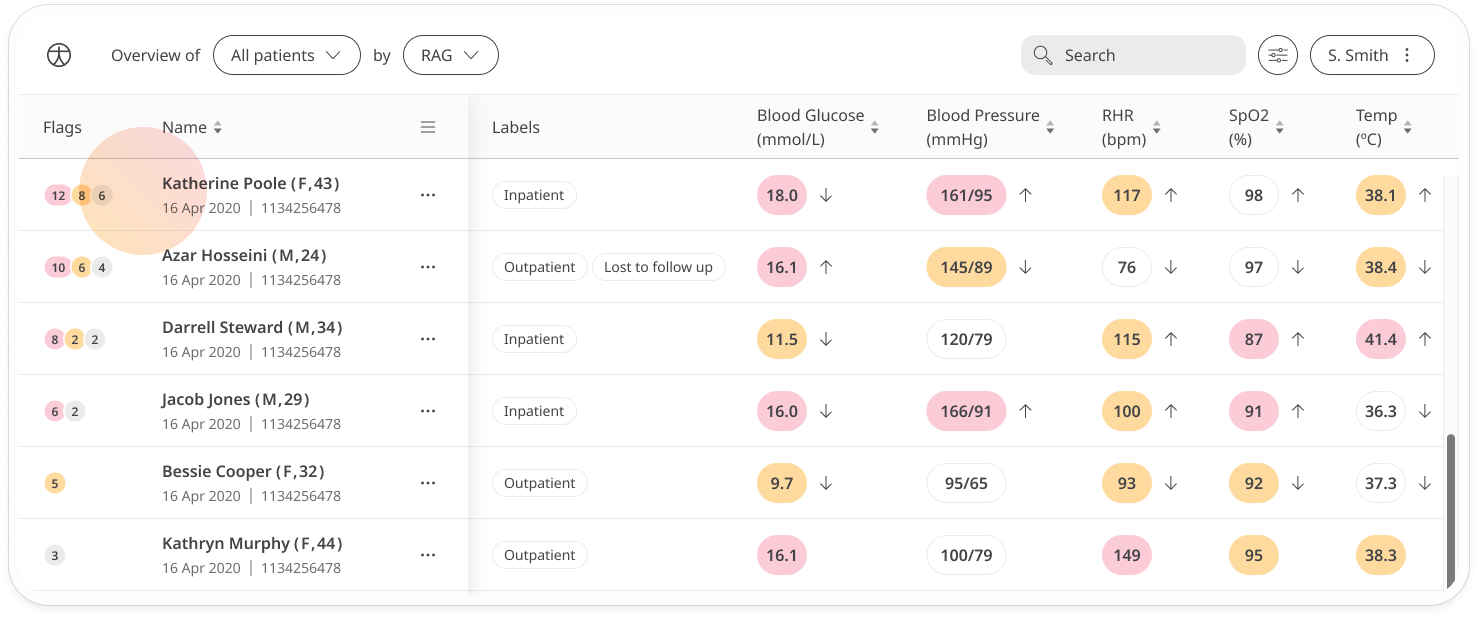 Overview of All patients by RAG Search S. Smith
Flags Name Labels Blood Glucose (mmol/L) Blood Pressure (mmHg) RHR (bpm) SpO2 (%) Temp (ºC)
12 8 6 Katherine Poole (F,43) Inpatient 18.0 ↓ 161/95 ↑ 117 ↑ 98 ↑ 38.1 ↑
16 Apr 2020 | 1134256478
10 6 4 Azar Hosseini (M,24) Outpatient Lost to follow up 16.1 ↑ 145/89 ↓ 76 ↓ 97 ↓ 38.4 ↓
16 Apr 2020 | 1134256478
8 2 2 Darrell Steward (M,34) Inpatient 11.5 ↓ 120/79 115 ↑ 87 ↑ 41.4 ↑
16 Apr 2020 | 1134256478
6 2 Jacob Jones (M,29) Inpatient 16.0 ↓ 166/91 ↑ 100 ↑ 91 ↑ 36.3 ↓
16 Apr 2020 | 1134256478
5 Bessie Cooper (F,32) Outpatient 9.7 ↓ 95/65 93 ↓ 92 ↓ 37.3 ↓
16 Apr 2020 | 1134256478
3 Kathryn Murphy (F,44) Outpatient 16.1 100/79 149 95 38.3
16 Apr 2020 | 1134256478